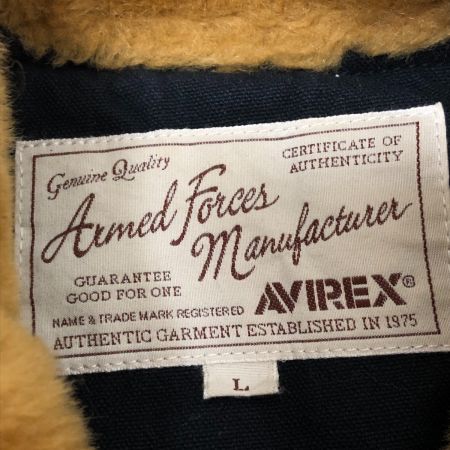 Genuine Quality
CERTIFICATE OF
AUTHENTICITY
Armed Forces
Manufacturer
GUARANTEE
GOOD FOR ONE
AVIREX®
NAME & TRADE MARK REGISTERED
AUTHENTIC GARMENT ESTABLISHED IN 1975
L